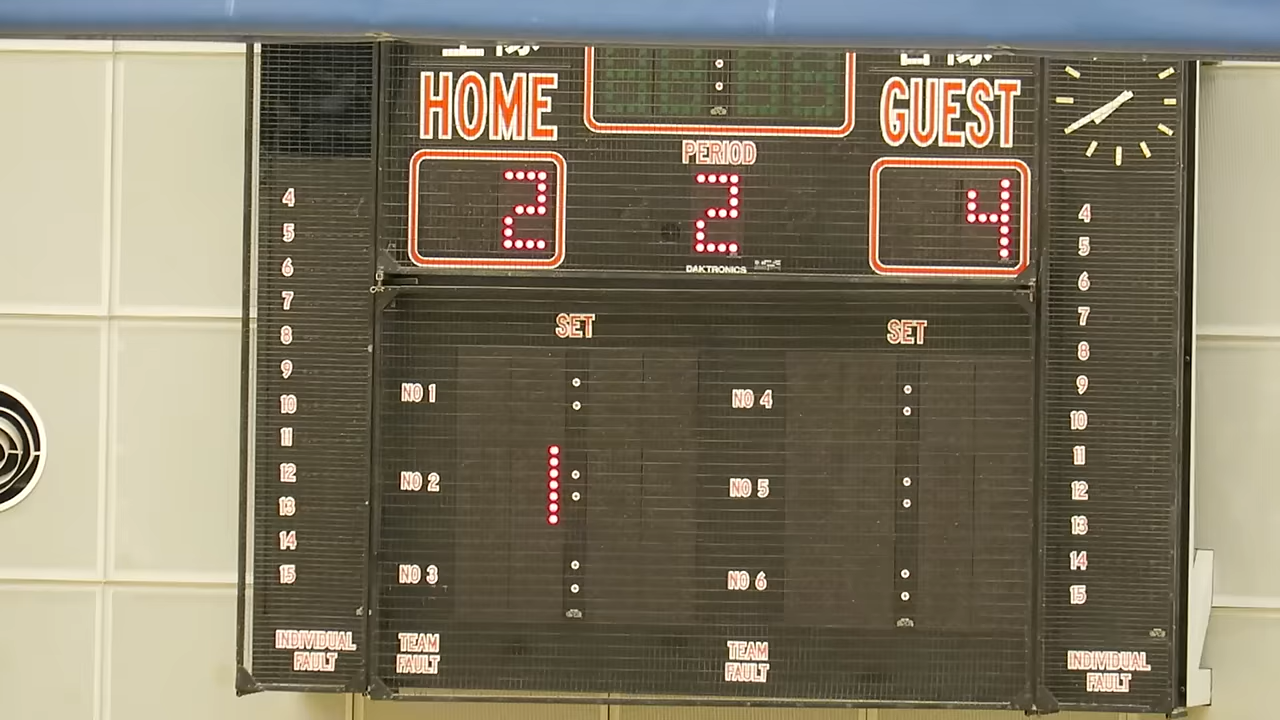 HOME
GUEST
PERIOD
2
2
4
DAKTRONICS
4
5
6
7
8
9
10
11
12
13
14
15
SET
SET
NO 1
NO 4
1
NO 2
NO 5
NO 3
NO 6
TEAM
FAULT
TEAM
FAULT
INDIVIDUAL
FAULT
4
5
6
7
8
9
10
11
12
13
14
15
INDIVIDUAL
FAULT